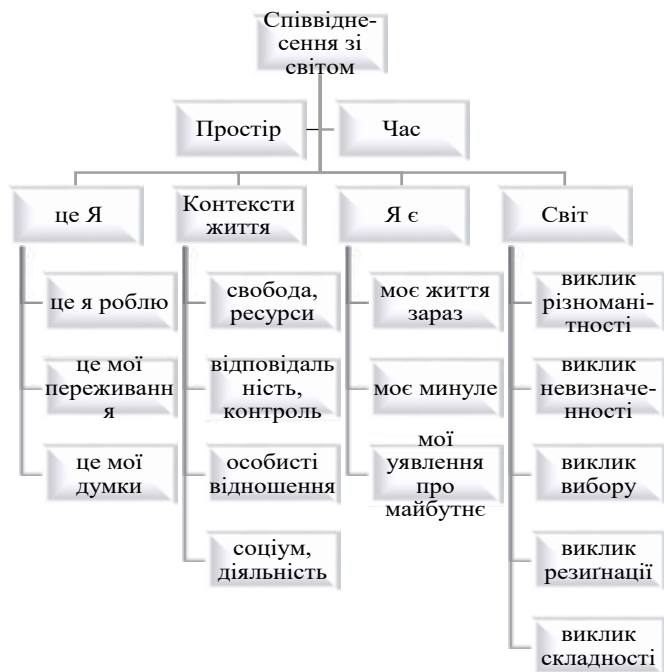 Співвідне-
сення зі
світом
Простір
Час
це Я
це я роблю
це мої
переживанн
я
це мої
думки
Контексти
життя
свобода,
ресурси
відповідаль
ність,
контроль
особисті
відношення
соціум,
діяльність
Я є
моє життя
зараз
моє минуле
мої
уявлення
про
майбутнє
Світ
виклик
різномані-
тності
виклик
невизначе-
нності
виклик
вибору
виклик
резиґнації
виклик
складності